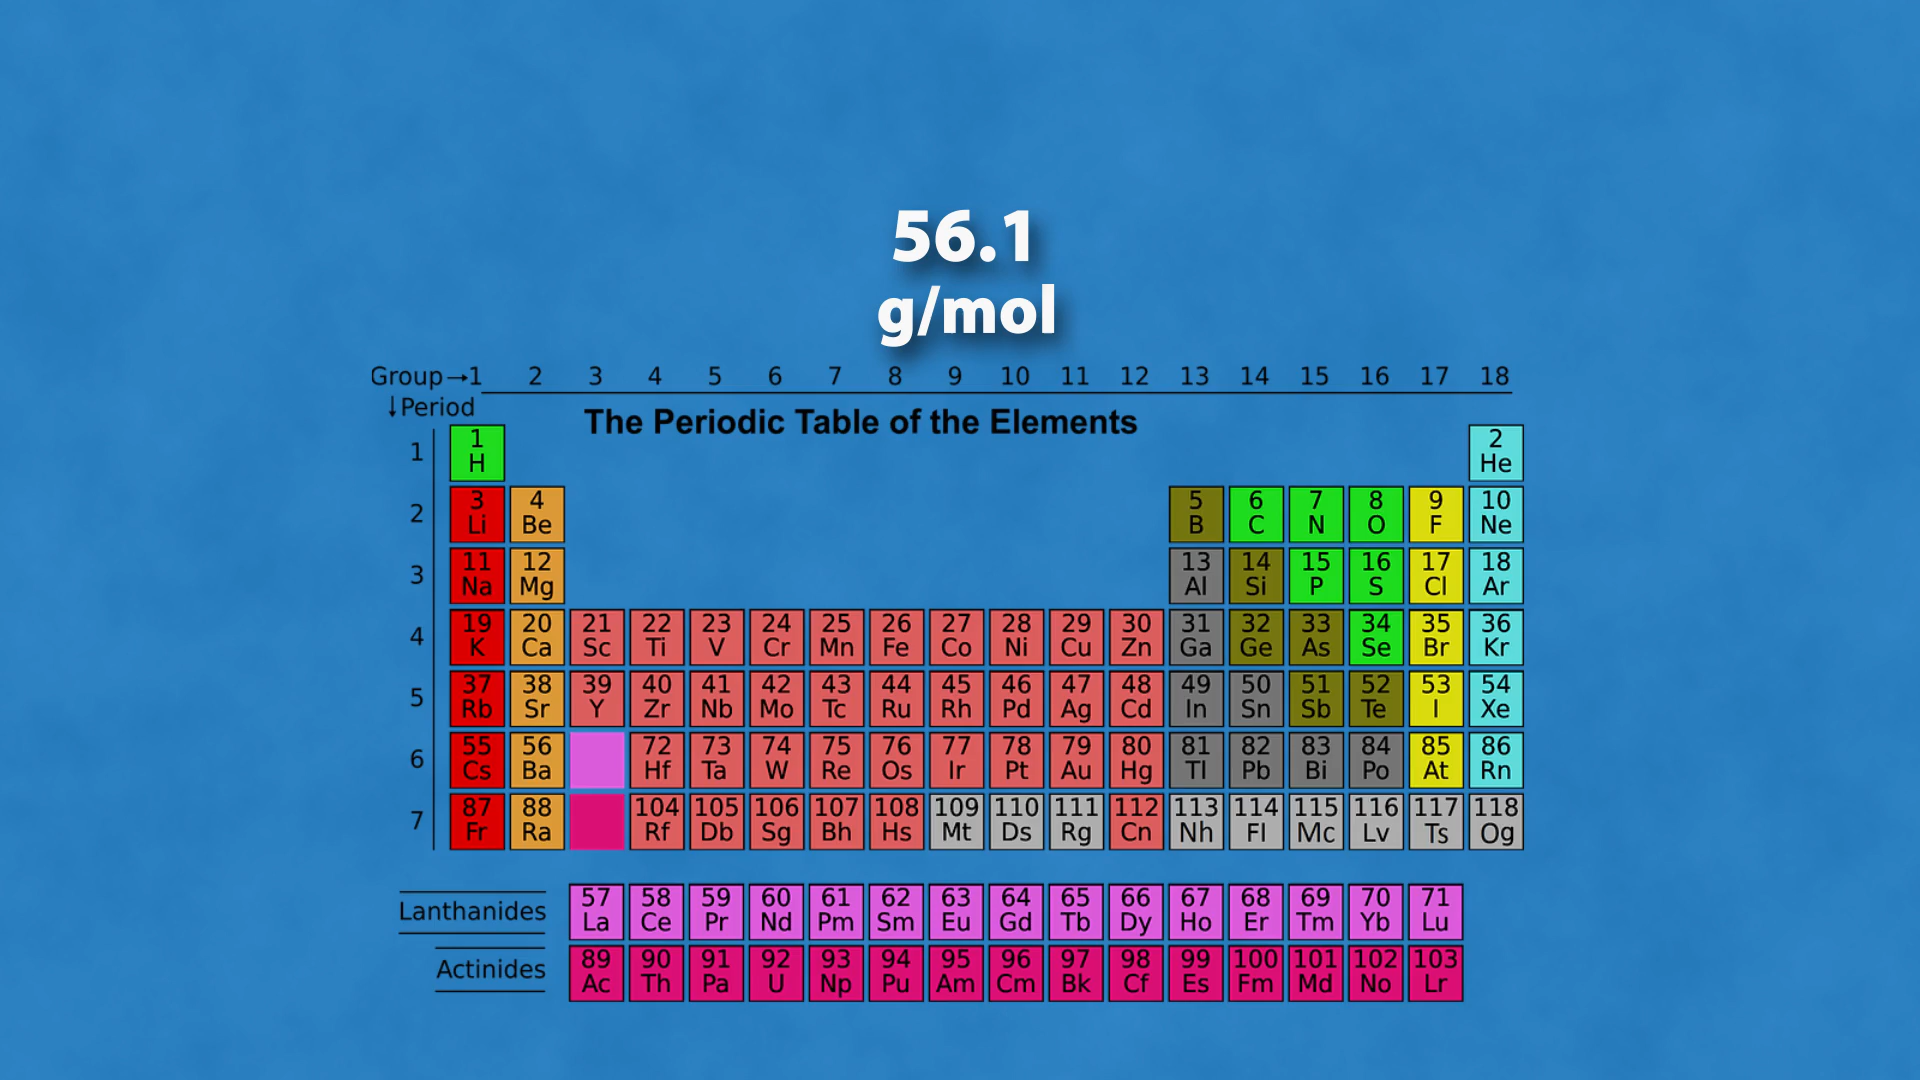 56.1
g/mol
Group→1 2 3 4 5 6 7 8 9 10 11 12 13 14 15 16 17 18
↓Period
The Periodic Table of the Elements
1 1 2
H He
2 3 4 5 6 7 8 9 10
Li Be B C N O F Ne
3 11 12 13 14 15 16 17 18
Na Mg Al Si P S Cl Ar
4 19 20 21 22 23 24 25 26 27 28 29 30 31 32 33 34 35 36
K Ca Sc Ti V Cr Mn Fe Co Ni Cu Zn Ga Ge As Se Br Kr
5 37 38 39 40 41 42 43 44 45 46 47 48 49 50 51 52 53 54
Rb Sr Y Zr Nb Mo Tc Ru Rh Pd Ag Cd In Sn Sb Te I Xe
6 55 56 72 73 74 75 76 77 78 79 80 81 82 83 84 85 86
Cs Ba Hf Ta W Re Os Ir Pt Au Hg Tl Pb Bi Po At Rn
7 87 88 104 105 106 107 108 109 110 111 112 113 114 115 116 117 118
Fr Ra Rf Db Sg Bh Hs Mt Ds Rg Cn Nh Fl Mc Lv Ts Og
Lanthanides 57 58 59 60 61 62 63 64 65 66 67 68 69 70 71
La Ce Pr Nd Pm Sm Eu Gd Tb Dy Ho Er Tm Yb Lu
Actinides 89 90 91 92 93 94 95 96 97 98 99 100 101 102 103
Ac Th Pa U Np Pu Am Cm Bk Cf Es Fm Md No Lr